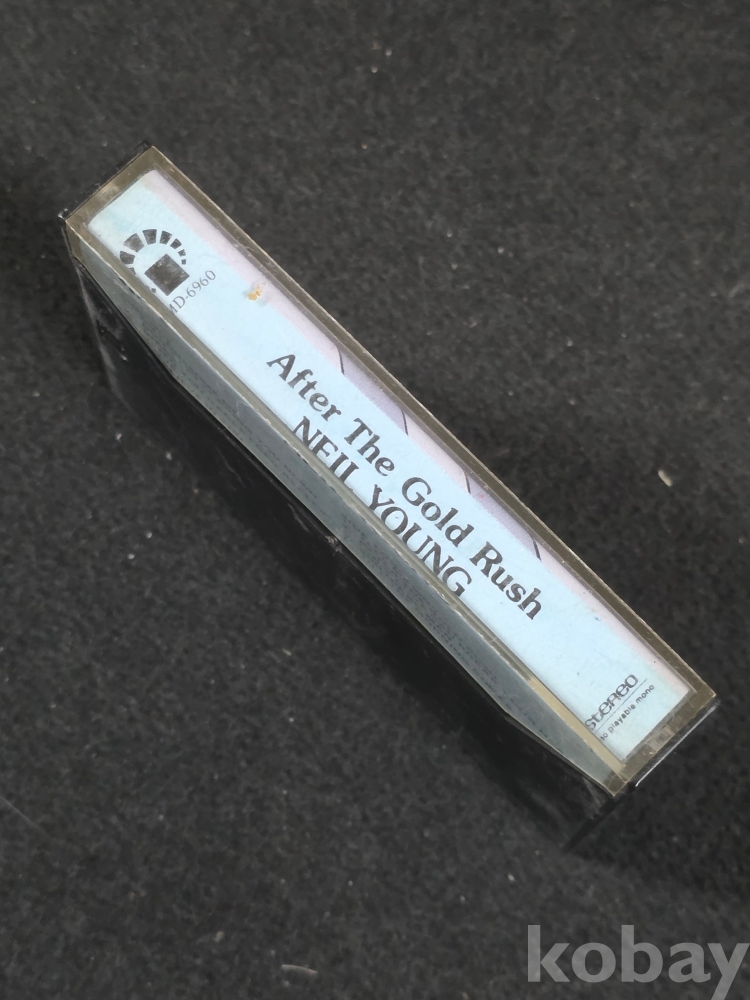 MD-6960
After The Gold Rush
NEIL YOUNG
stereo
playable mono
kobay